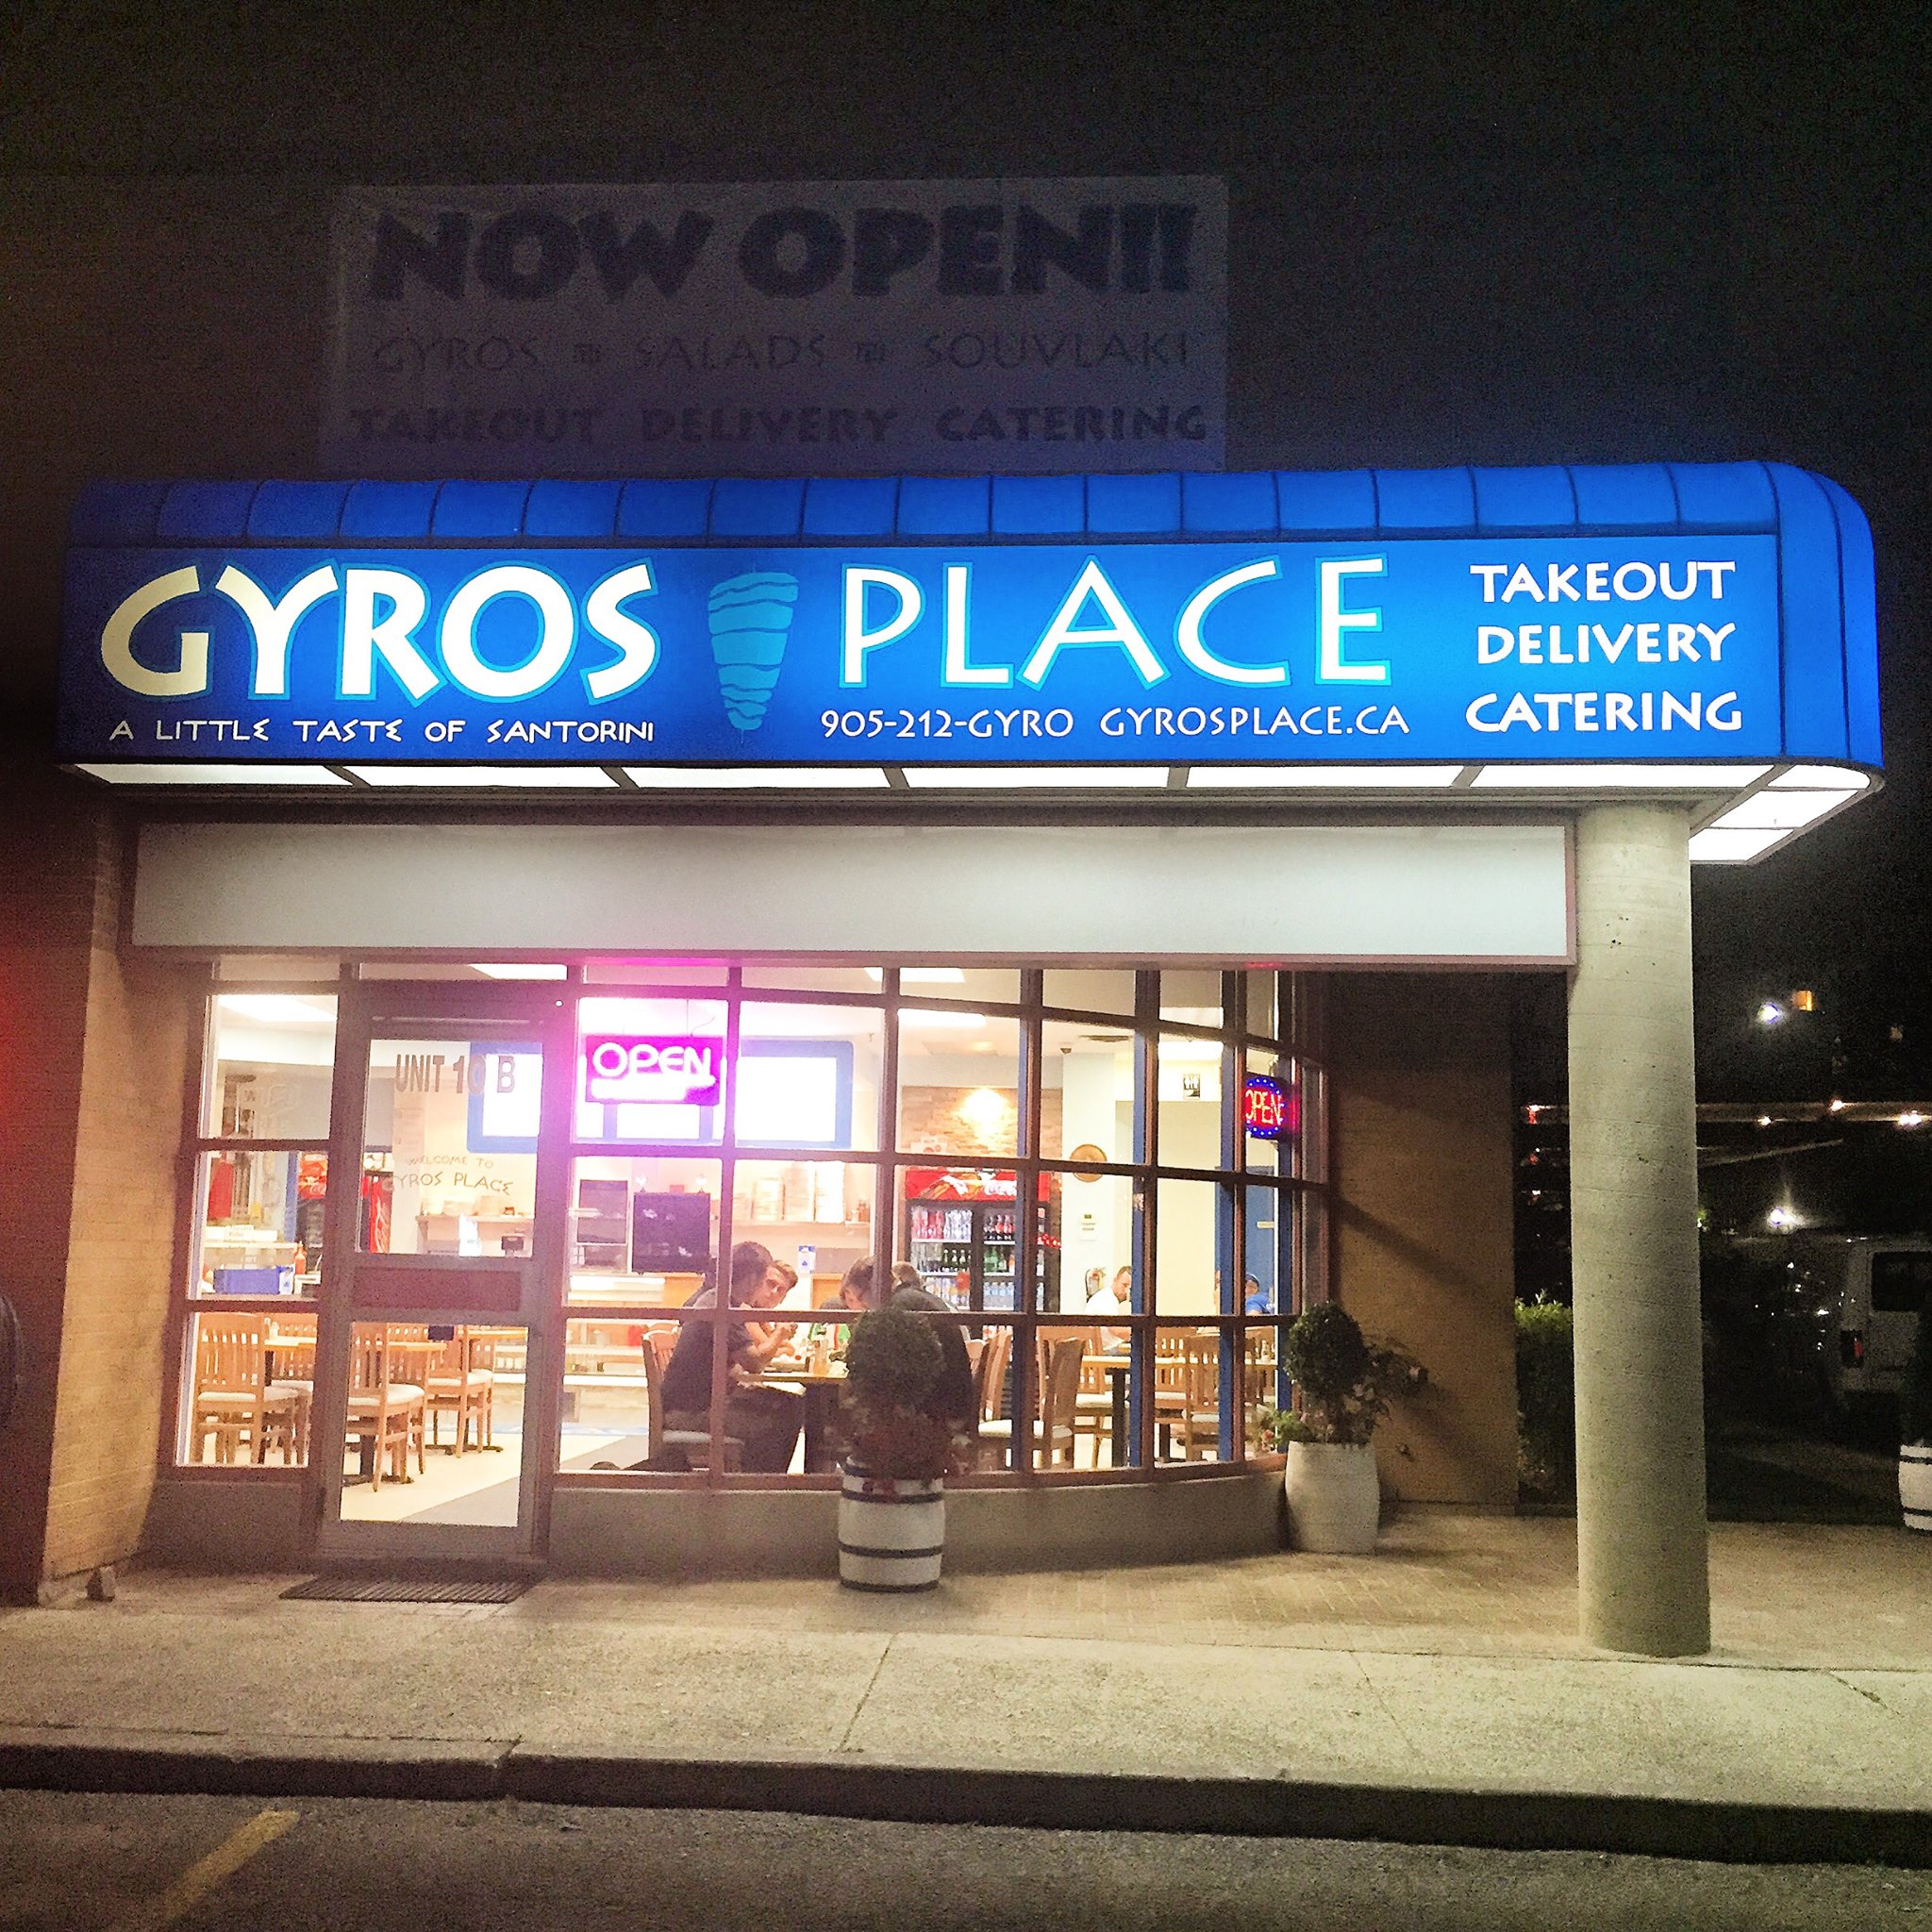 NOW OPEN!!
GYROS SALADS SOUVLAKI
TAKEOUT DELIVERY CATERING
GYROS PLACE
A LITTLE TASTE OF SANTORINI
905-212-GYRO GYROSPLACE.CA
TAKEOUT
DELIVERY
CATERING
UNIT 10 B
OPEN
OPEN
WELCOME TO
GYROS PLACE